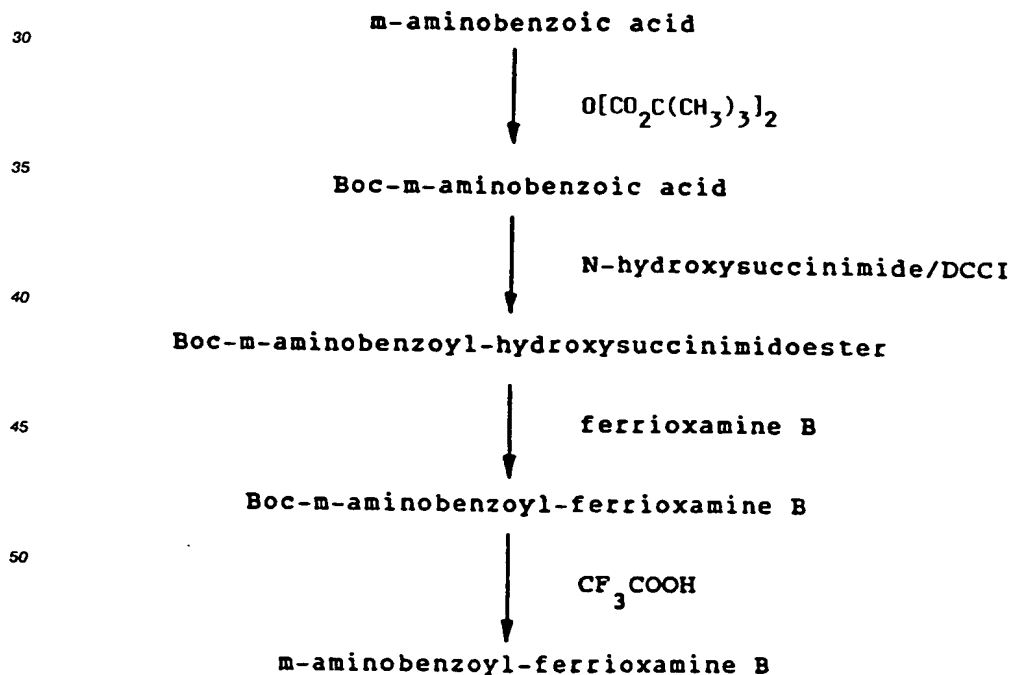 m-aminobenzoic acid
30
O[CO₂C(CH₃)₃]₂
35
Boc-m-aminobenzoic acid
N-hydroxysuccinimide/DCCI
40
Boc-m-aminobenzoyl-hydroxysuccinimidoester
45
ferrioxamine B
Boc-m-aminobenzoyl-ferrioxamine B
50
CF₃COOH
m-aminobenzoyl-ferrioxamine B